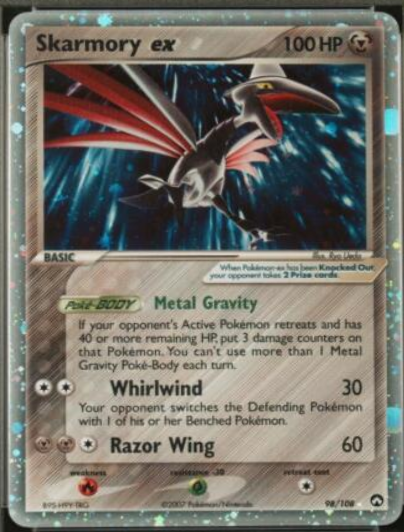 Skarmory ex 100 HP
BASIC
Illus. Ryo Ueda
When Pokémon-ex has been Knocked Out,
your opponent takes 2 Prize cards.
Poké-BODY Metal Gravity
If your opponent's Active Pokémon retreats and has
40 or more remaining HP, put 3 damage counters on
that Pokémon. You can't use more than 1 Metal
Gravity Poké-Body each turn.
Whirlwind 30
Your opponent switches the Defending Pokémon
with 1 of his or her Benched Pokémon.
Razor Wing 60
weakness resistance -30 retreat cost
©2007 Pokémon/Nintendo 98/108